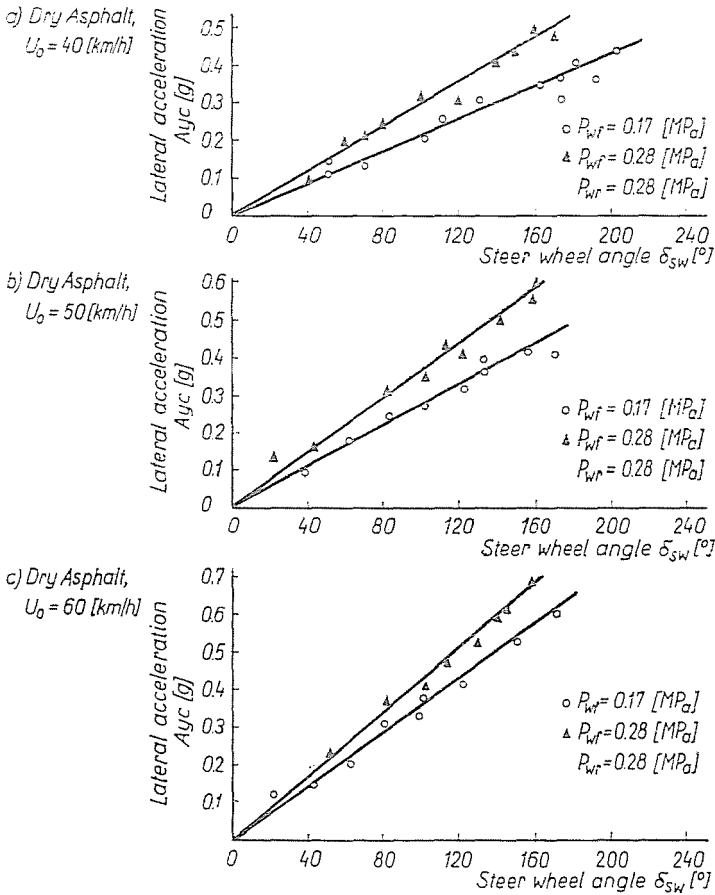 a) Dry Asphalt,
U₀ = 40 [km/h]
Lateral acceleration
Ayc [g]
0.5
0.4
0.3
0.2
0.1
0
0 40 80 120 160 200 240
Steer wheel angle δSW [°]
○ Pwf = 0.17 [MPa]
▵ Pwf = 0.28 [MPa]
Pwr = 0.28 [MPa]
b) Dry Asphalt,
U₀ = 50 [km/h]
Lateral acceleration
Ayc [g]
0.6
0.5
0.4
0.3
0.2
0.1
0
0 40 80 120 160 200 240
Steer wheel angle δSW [°]
○ Pwf = 0.17 [MPa]
▵ Pwf = 0.28 [MPa]
Pwr = 0.28 [MPa]
c) Dry Asphalt,
U₀ = 60 [km/h]
Lateral acceleration
Ayc [g]
0.7
0.6
0.5
0.4
0.3
0.2
0.1
0 40 80 120 160 200 240
Steer wheel angle δSW [°]
○ Pwf = 0.17 [MPa]
▵ Pwf = 0.28 [MPa]
Pwr = 0.28 [MPa]